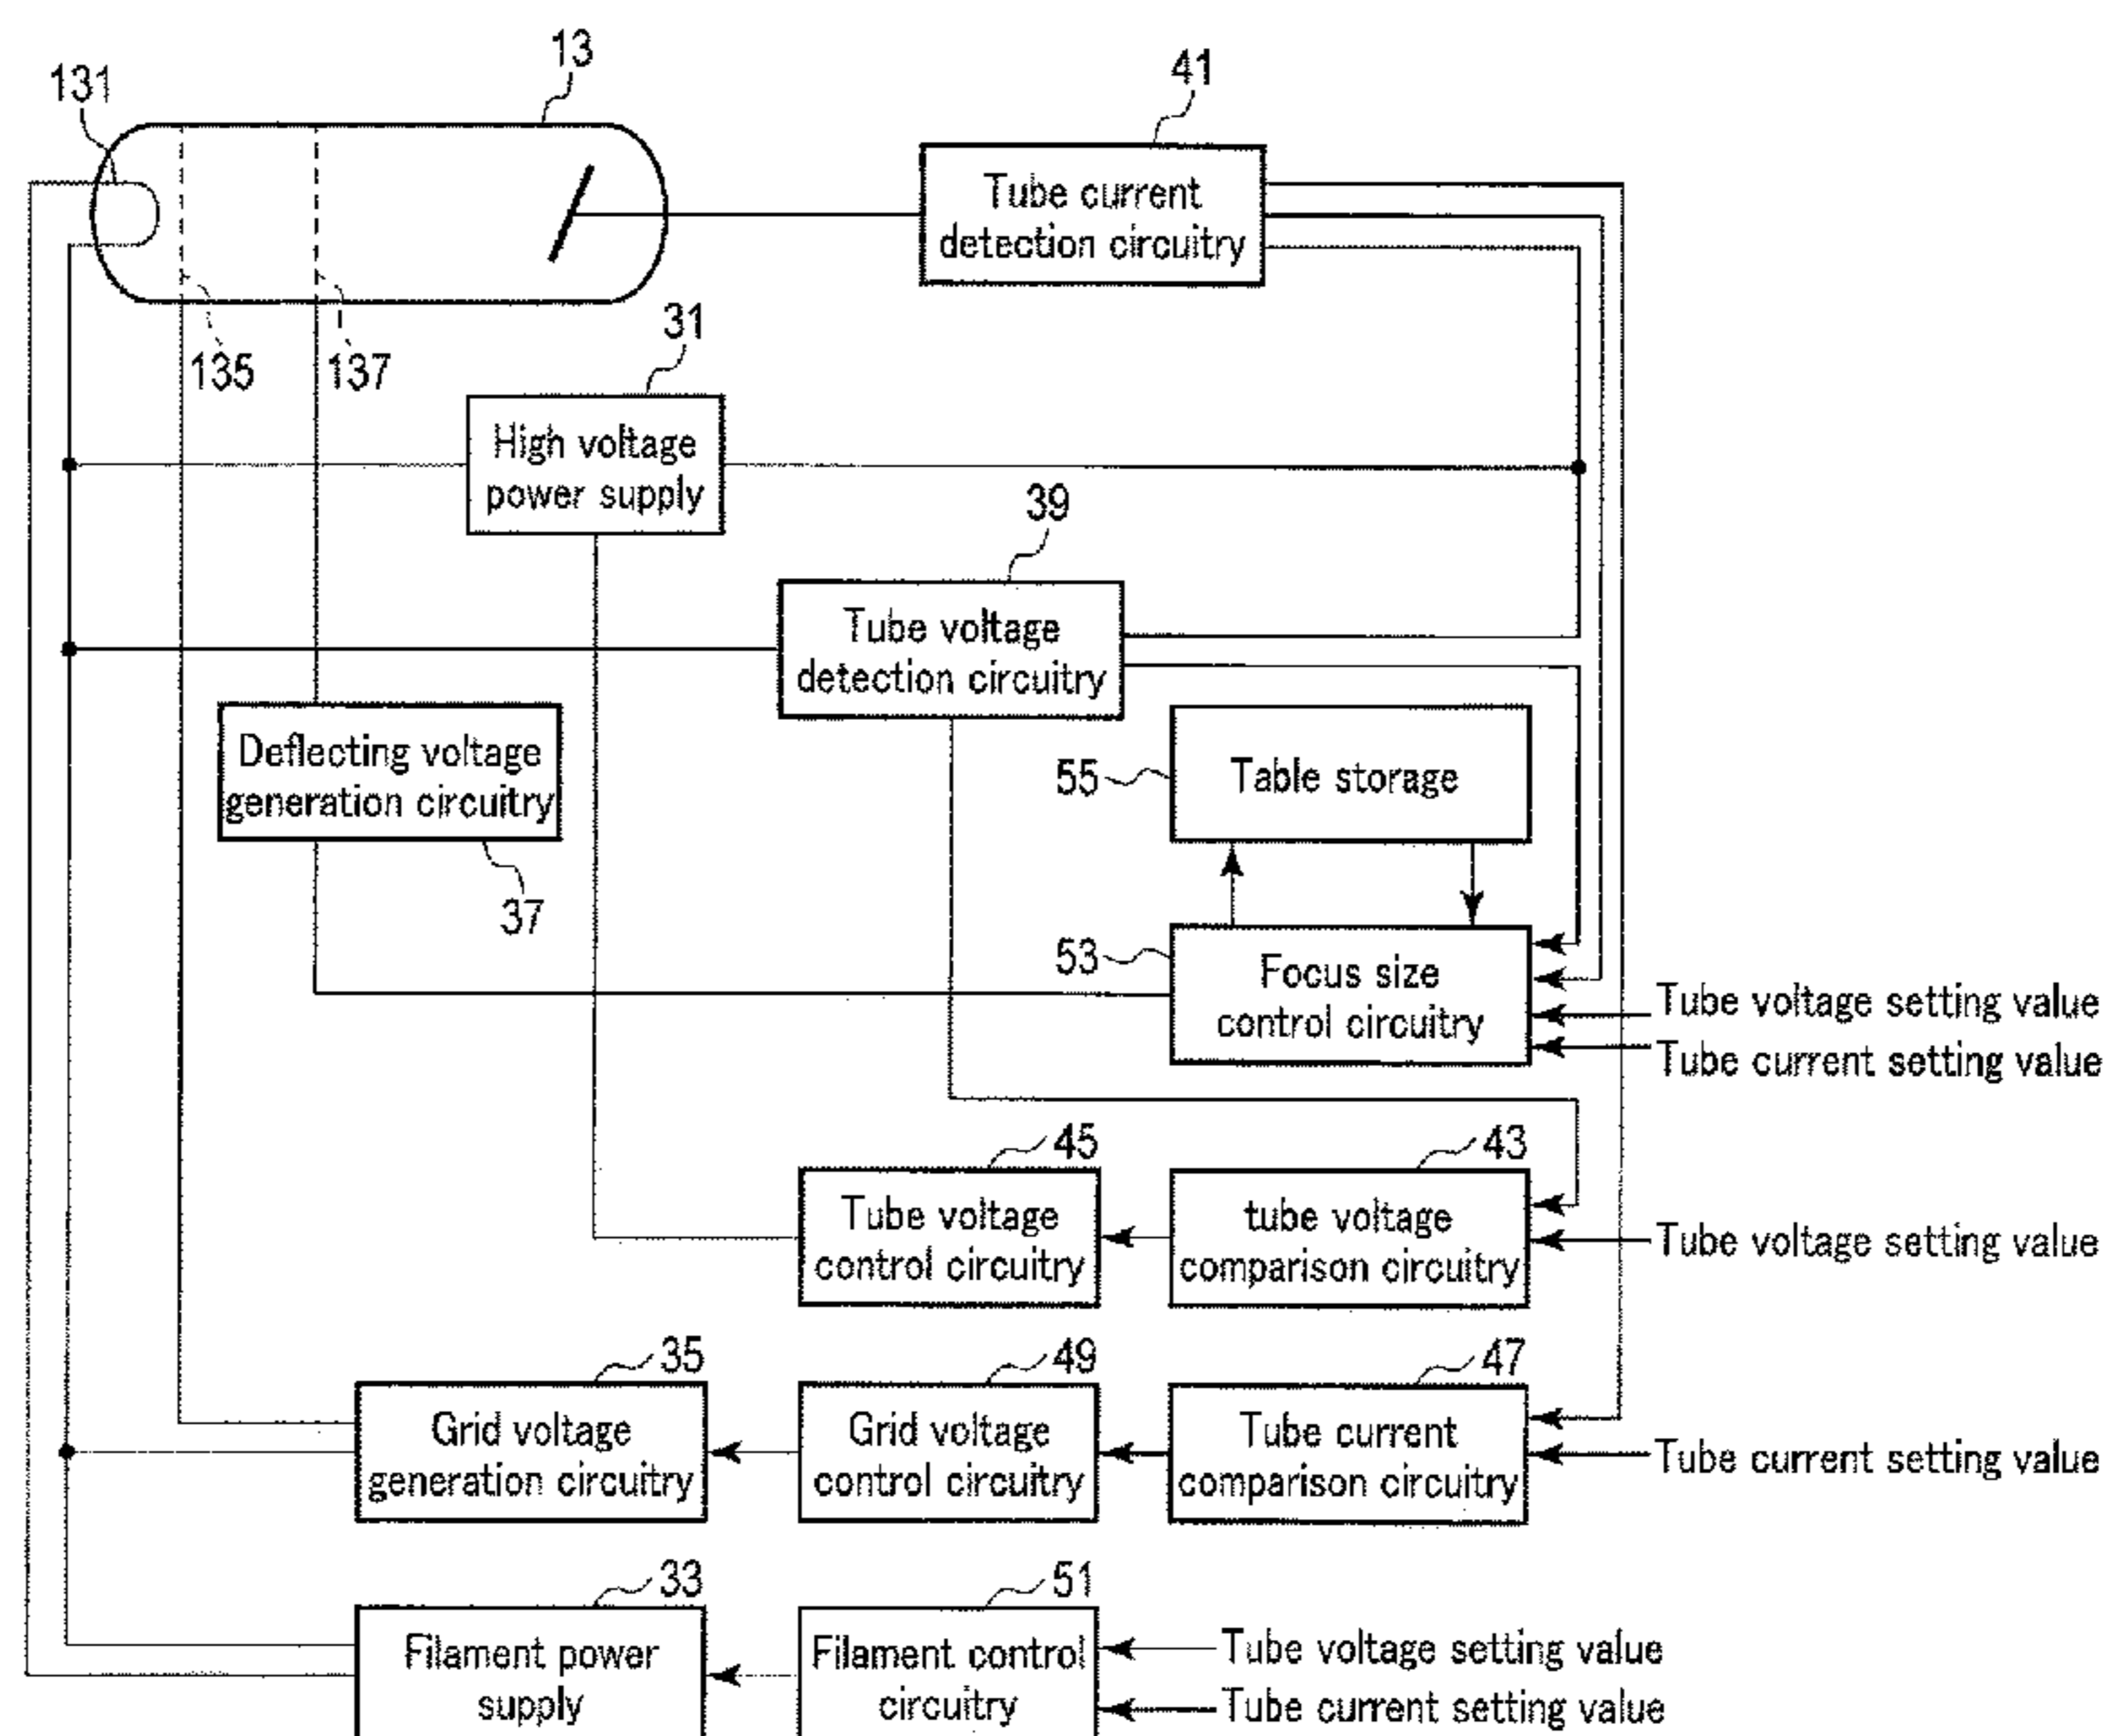 13
131
41
Tube current
detection circuitry
31
135
137
High voltage
power supply
39
Tube voltage
detection circuitry
Deflecting voltage
generation circuitry
55
Table storage
37
53
Focus size
control circuitry
Tube voltage setting value
Tube current setting value
45
43
Tube voltage
control circuitry
tube voltage
comparison circuitry
Tube voltage setting value
35
49
47
Grid voltage
generation circuitry
Grid voltage
control circuitry
Tube current
comparison circuitry
Tube current setting value
33
51
Filament power
supply
Filament control
circuitry
Tube voltage setting value
Tube current setting value